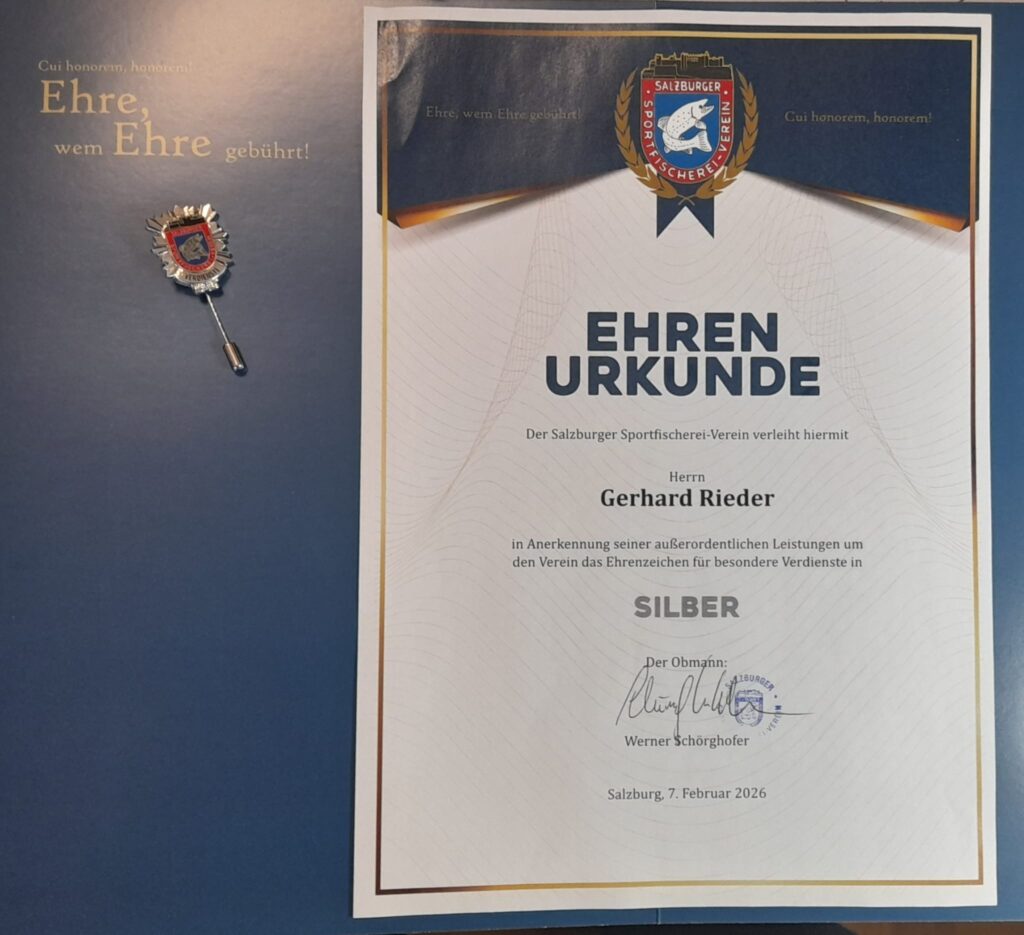 Cui honorem, honorem!
Ehre,
wem Ehre gebührt!
VERDIENSTE
Ehre, wem Ehre gebührt!
SALZBURGER
SPORTFISCHEREI-VEREIN
Cui honorem, honorem!
EHREN
URKUNDE
Der Salzburger Sportfischerei-Verein verleiht hiermit
Herrn
Gerhard Rieder
in Anerkennung seiner außerordentlichen Leistungen um
den Verein das Ehrenzeichen für besondere Verdienste in
SILBER
Der Obmann:
SALZBURGER
Werner Schörghofer
Salzburg, 7. Februar 2026